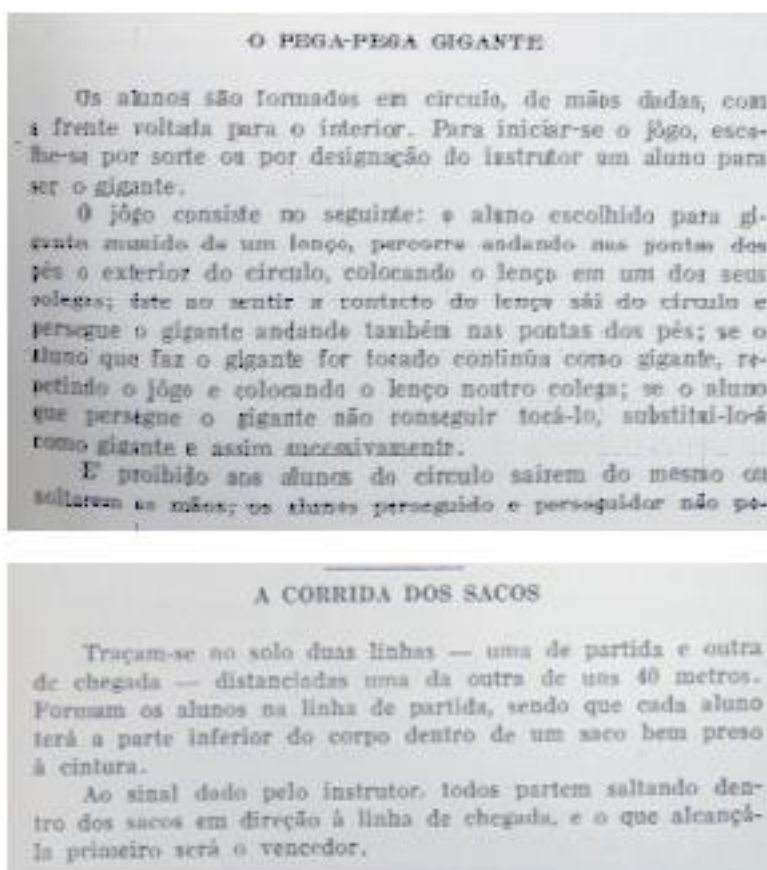 O PEGA-PEGA GIGANTE
Os alunos são formados em círculo, de mãos dadas, com
a frente voltada para o interior. Para iniciar-se o jôgo, esco-
lhe-se por sorte ou por designação do instrutor um aluno para
ser o gigante.
O jôgo consiste no seguinte: o aluno escolhido para gi-
gante munido de um lenço, percorre andando nas pontas dos
pés o exterior do círculo, colocando o lenço em um dos seus
colegas; êste ao sentir o contacto do lenço sái do círculo e
persegue o gigante andando também nas pontas dos pés; se o
aluno que faz o gigante for tocado continúa como gigante, re-
petindo o jôgo e colocando o lenço noutro colega; se o aluno
que persegue o gigante não conseguir tocá-lo, substitui-lo-á
como gigante e assim sucessivamente.
E' proibido aos alunos do círculo sairem do mesmo ou
soltarem as mãos; os alunos perseguido e perseguidor não po-
A CORRIDA DOS SACOS
Traçam-se no solo duas linhas — uma de partida e outra
de chegada — distanciadas uma da outra de uns 40 metros.
Formam os alunos na linha de partida, sendo que cada aluno
terá a parte inferior do corpo dentro de um saco bem preso
à cintura.
Ao sinal dado pelo instrutor, todos partem saltando den-
tro dos sacos em direção à linha de chegada, e o que alcançá-
la primeiro será o vencedor.